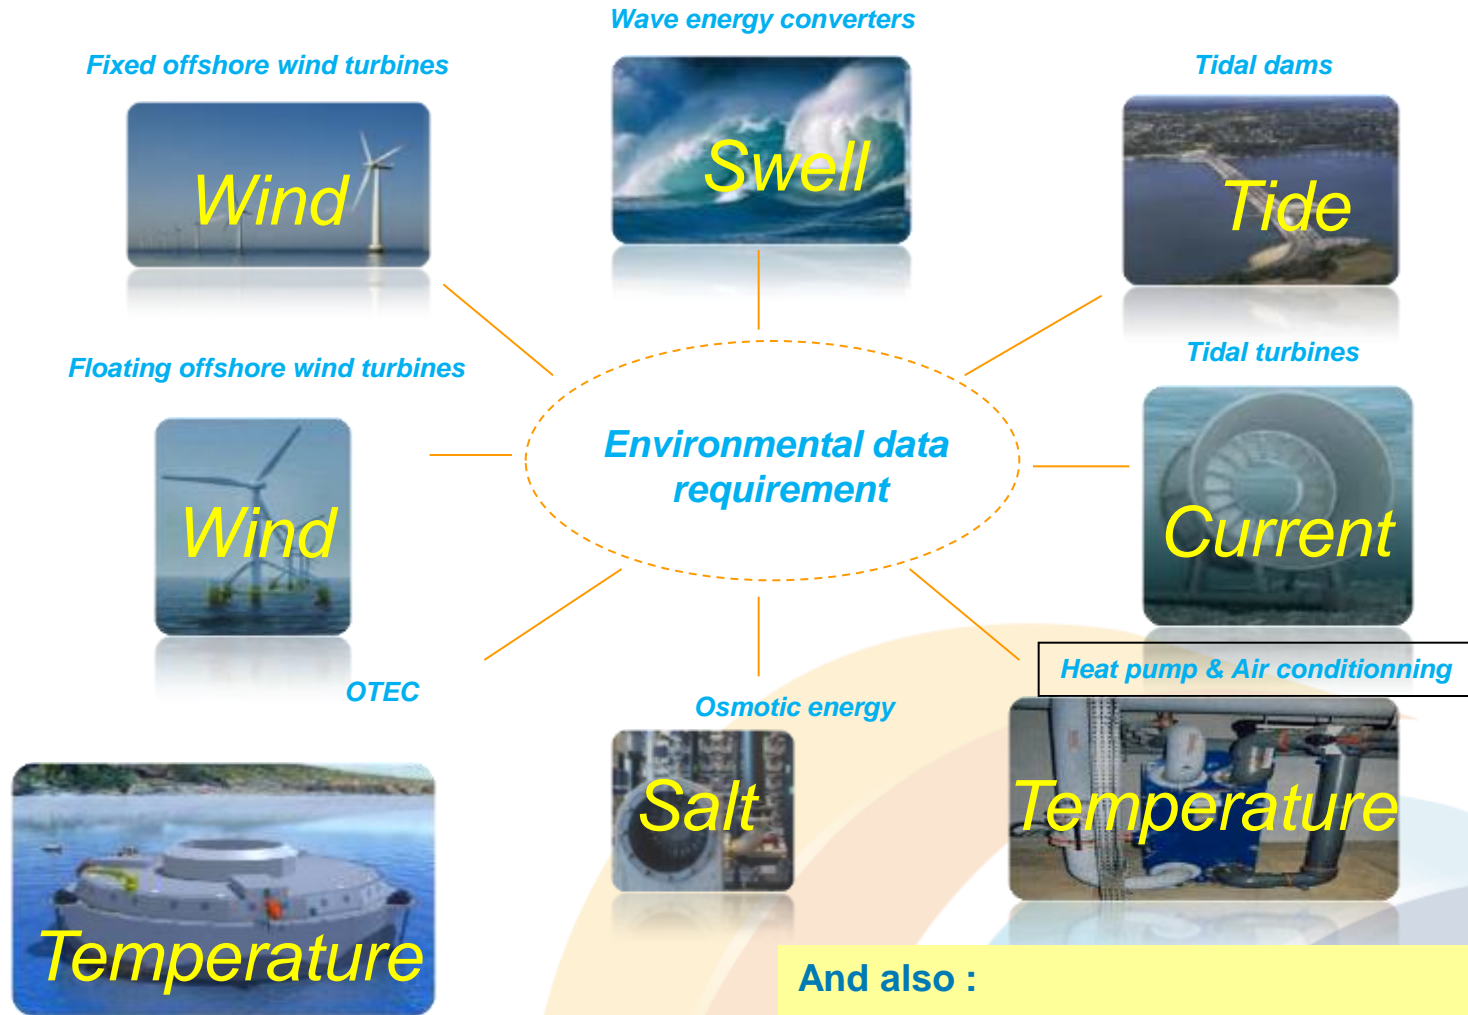 Wave energy converters
Fixed offshore wind turbines
Tidal dams
Wind
Swell
Tide
Floating offshore wind turbines
Tidal turbines
Environmental data
requirement
Wind
Current
OTEC
Osmotic energy
Heat pump & Air conditionning
Temperature
Salt
Temperature
And also :